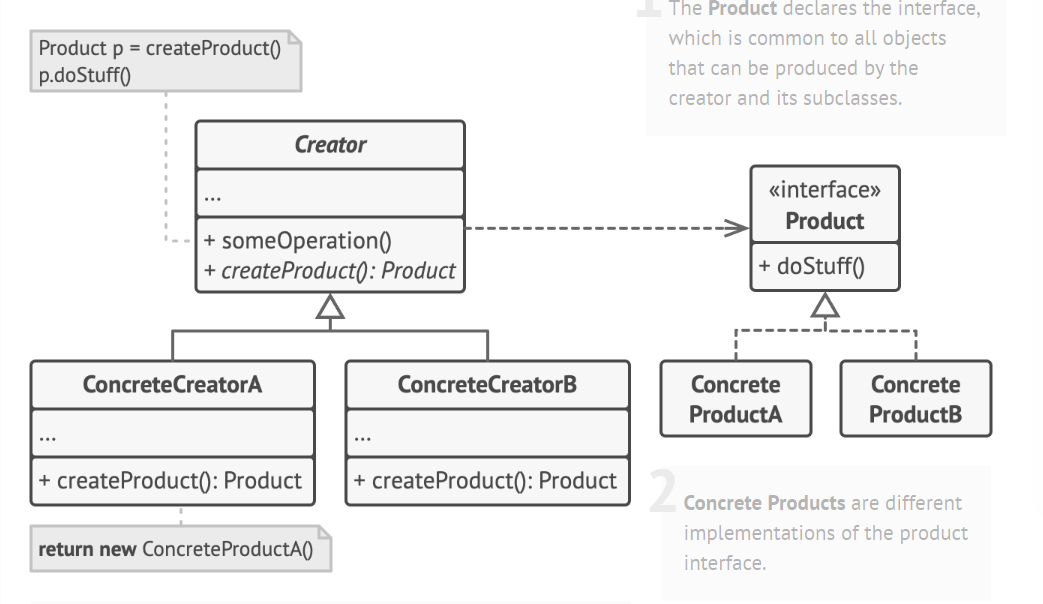 1
The Product declares the interface,
which is common to all objects
that can be produced by the
creator and its subclasses.
Product p = createProduct()
p.doStuff()
Creator
...
+ someOperation()
+ createProduct(): Product
«interface»
Product
+ doStuff()
ConcreteCreatorA
...
+ createProduct(): Product
ConcreteCreatorB
...
+ createProduct(): Product
Concrete
ProductA
Concrete
ProductB
return new ConcreteProductA()
2
Concrete Products are different
implementations of the product
interface.